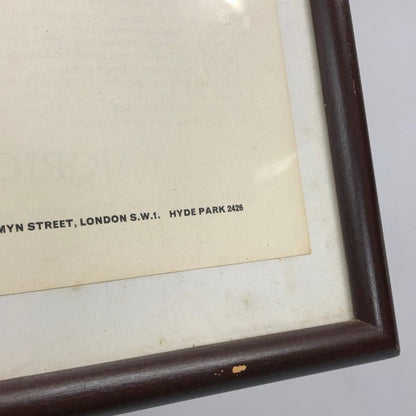 MYN STREET, LONDON S.W.1. HYDE PARK 2426